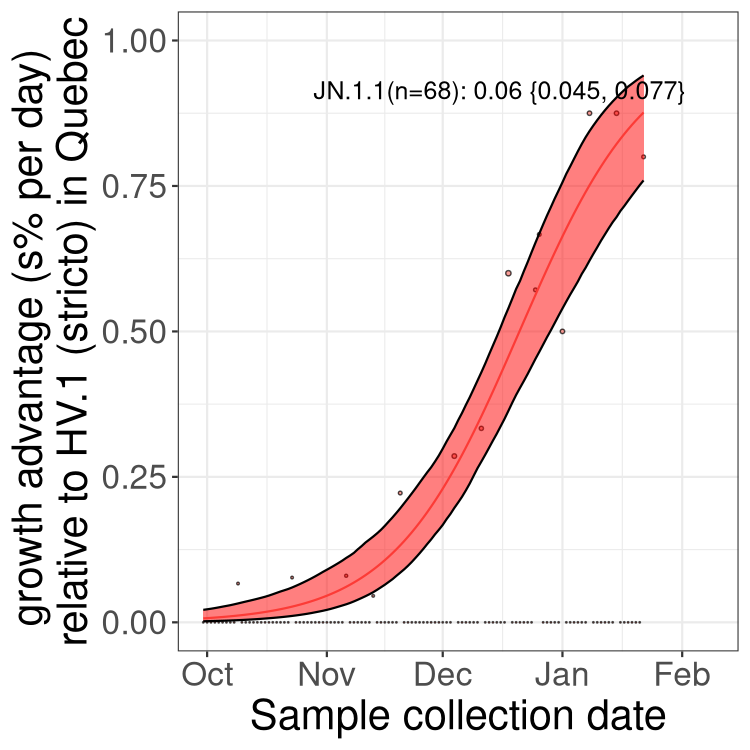 growth advantage (s% per day)
relative to HV.1 (stricto) in Quebec
1.00
0.75
0.50
0.25
0.00
JN.1.1(n=68): 0.06 {0.045, 0.077}
Oct Nov Dec Jan Feb
Sample collection date